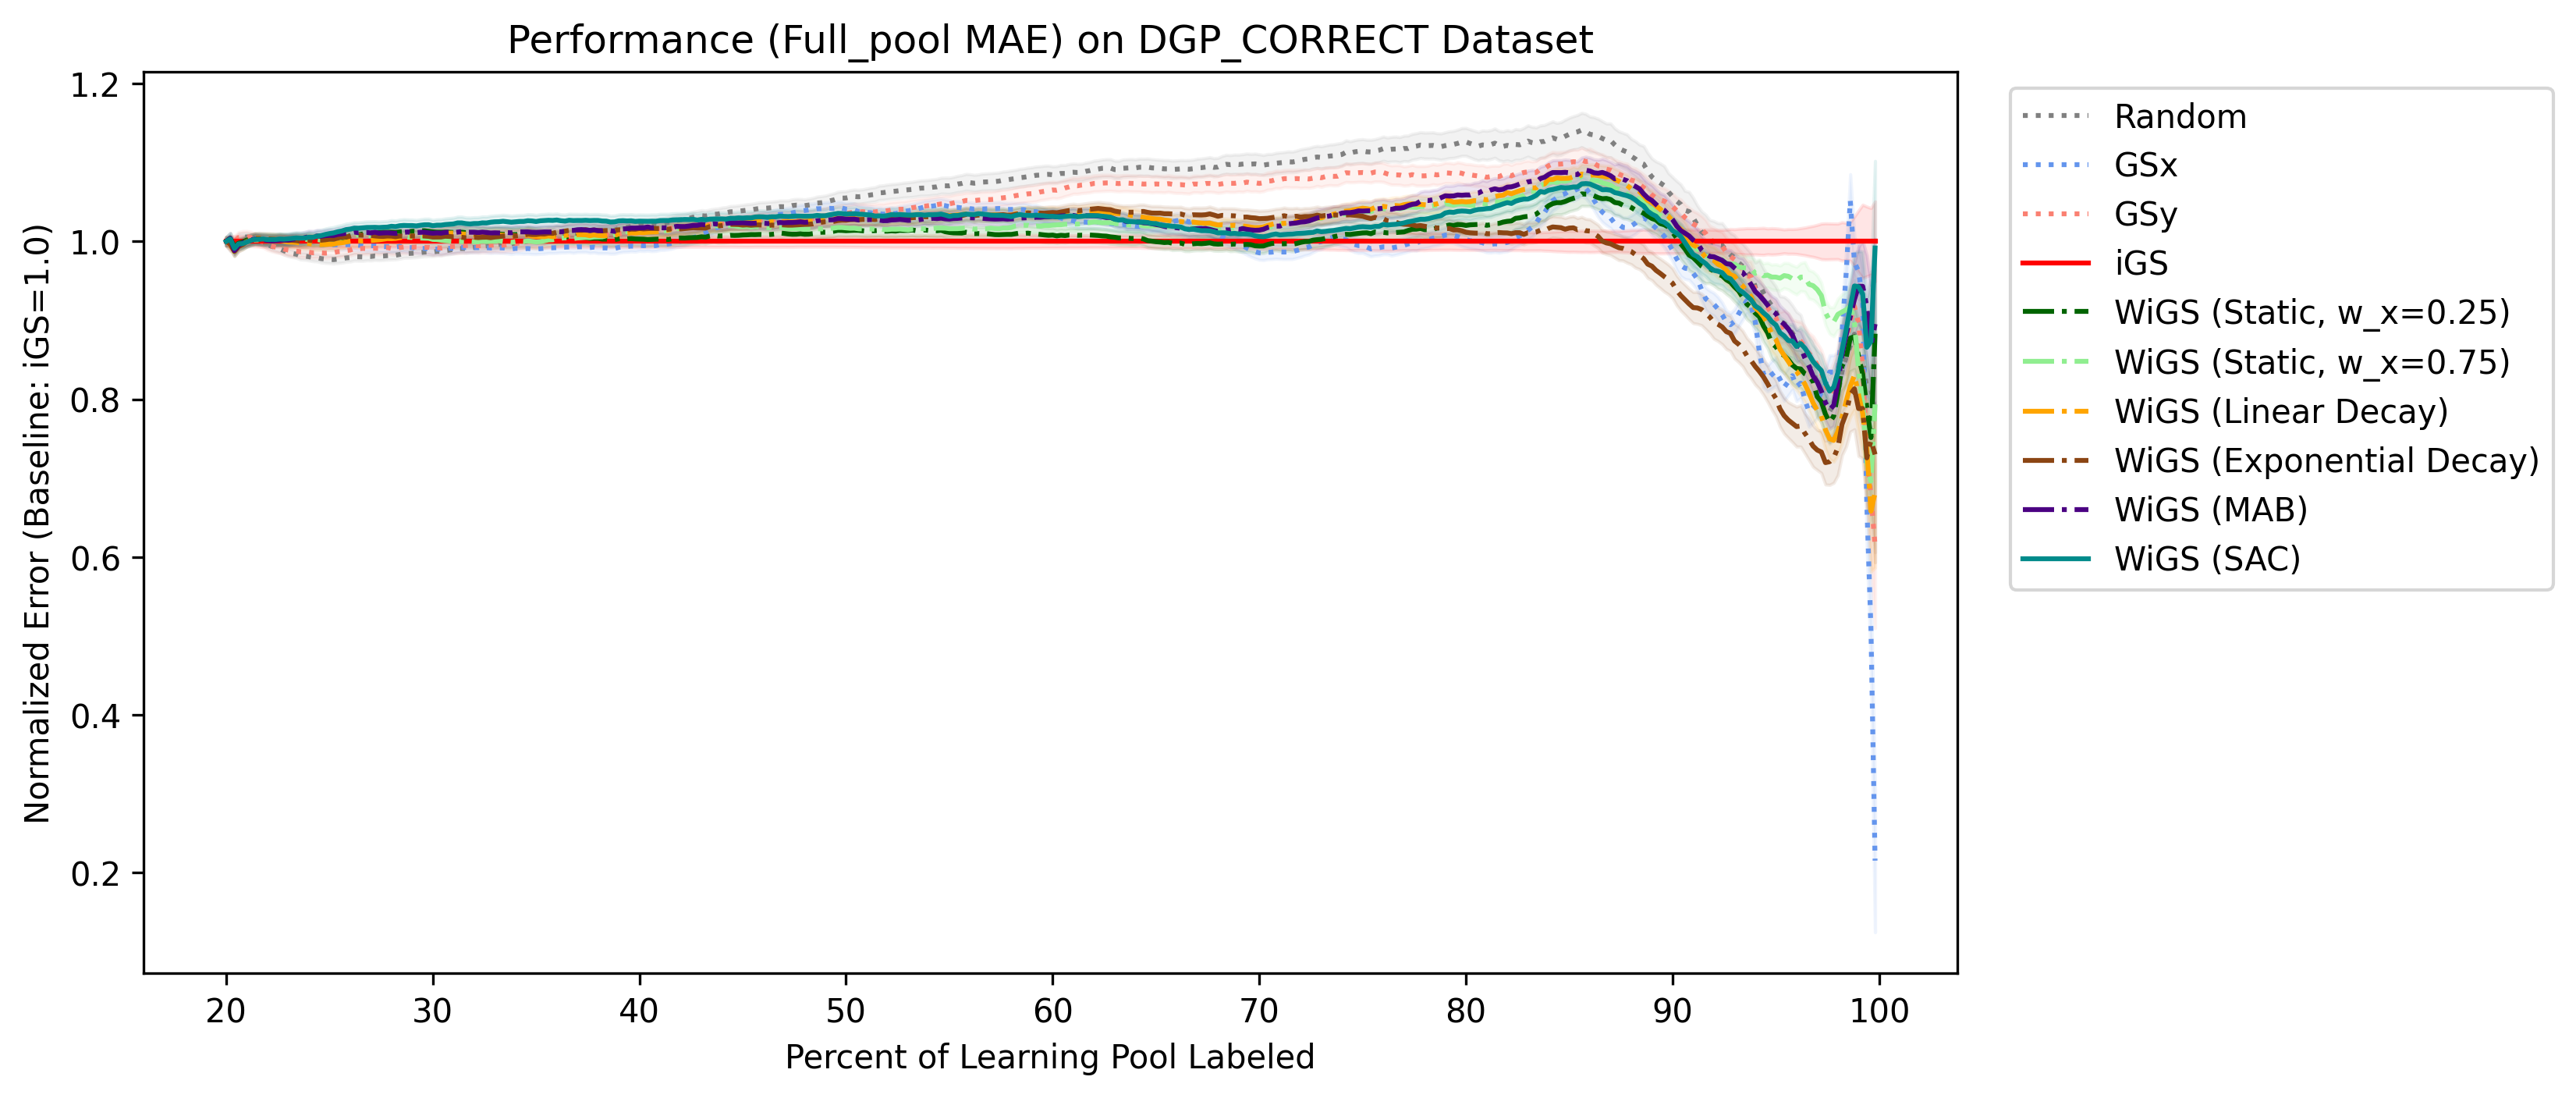 Performance (Full_pool MAE) on DGP_CORRECT Dataset
Normalized Error (Baseline: iGS=1.0)
1.2
1.0
0.8
0.6
0.4
0.2
20 30 40 50 60 70 80 90 100
Percent of Learning Pool Labeled
Random
GSx
GSy
iGS
WiGS (Static, w_x=0.25)
WiGS (Static, w_x=0.75)
WiGS (Linear Decay)
WiGS (Exponential Decay)
WiGS (MAB)
WiGS (SAC)